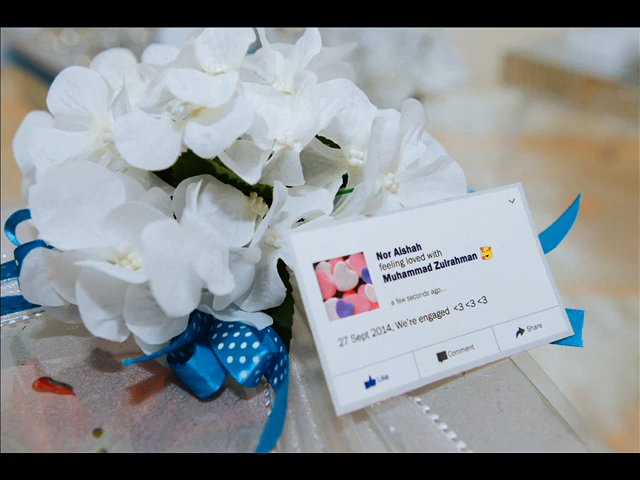 Nor Aishah
feeling loved with
Muhammad Zulrahman
a few seconds ago...
27 Sept 2014, We're engaged <3 <3 <3
Like
Comment
Share